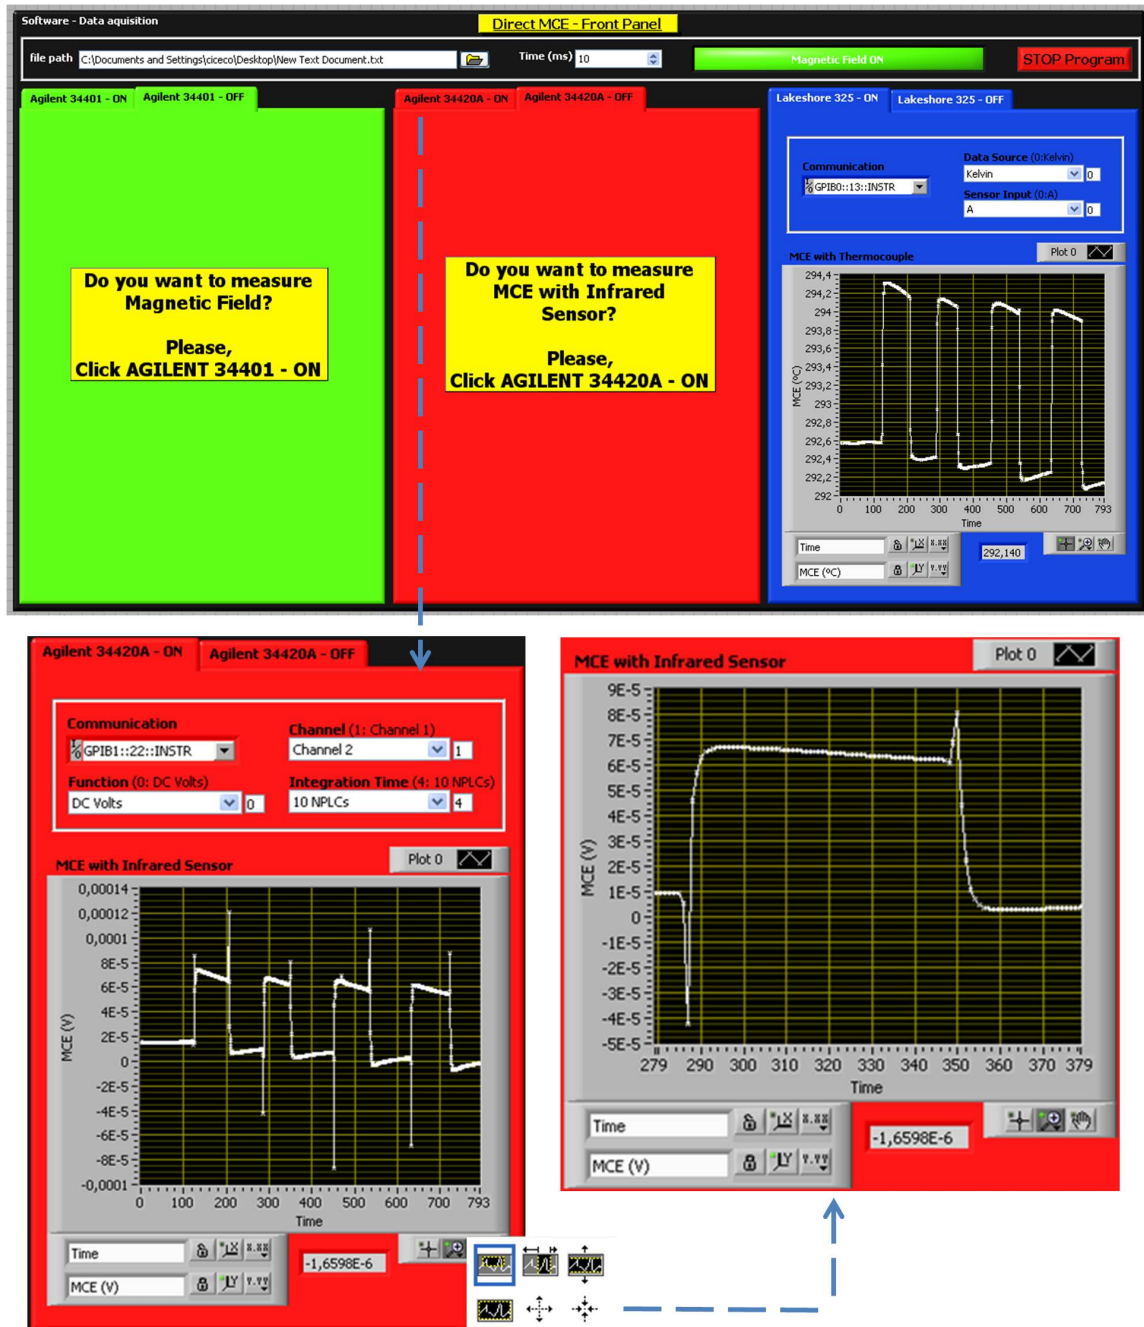 Software - Data aquisition
Direct MCE - Front Panel
file path C:\Documents and Settings\ciceco\Desktop\New Text Document.txt
Time (ms) 10
Magnetic Field ON
STOP Program
Agilent 34401 - ON
Agilent 34401 - OFF
Do you want to measure
Magnetic Field?
Please,
Click AGILENT 34401 - ON
Agilent 34420A - ON
Agilent 34420A - OFF
Do you want to measure
MCE with Infrared
Sensor?
Please,
Click AGILENT 34420A - ON
Lakeshore 325 - ON
Lakeshore 325 - OFF
Communication
GPIB0::13::INSTR
Data Source (0:Kelvin)
Kelvin 0
Sensor Input (0:A)
A 0
MCE with Thermocouple
Plot 0
294,4
294,2
294
293,8
293,6
293,4
293,2
293
292,8
292,6
292,4
292,2
292
MCE (ºC)
0 100 200 300 400 500 600 700 793
Time
Time
MCE (ºC)
292,140
Agilent 34420A - ON
Agilent 34420A - OFF
Communication
GPIB1::22::INSTR
Channel (1: Channel 1)
Channel 2 1
Function (0: DC Volts)
DC Volts 0
Integration Time (4: 10 NPLCs)
10 NPLCs 4
MCE with Infrared Sensor
Plot 0
0,00014
0,00012
0,0001
8E-5
6E-5
4E-5
2E-5
0
-2E-5
-4E-5
-6E-5
-8E-5
-0,0001
MCE (V)
0 100 200 300 400 500 600 700 793
Time
Time
MCE (V)
-1,6598E-6
MCE with Infrared Sensor
Plot 0
9E-5
8E-5
7E-5
6E-5
5E-5
4E-5
3E-5
2E-5
1E-5
0
-1E-5
-2E-5
-3E-5
-4E-5
-5E-5
MCE (V)
279 290 300 310 320 330 340 350 360 370 379
Time
Time
MCE (V)
-1,6598E-6